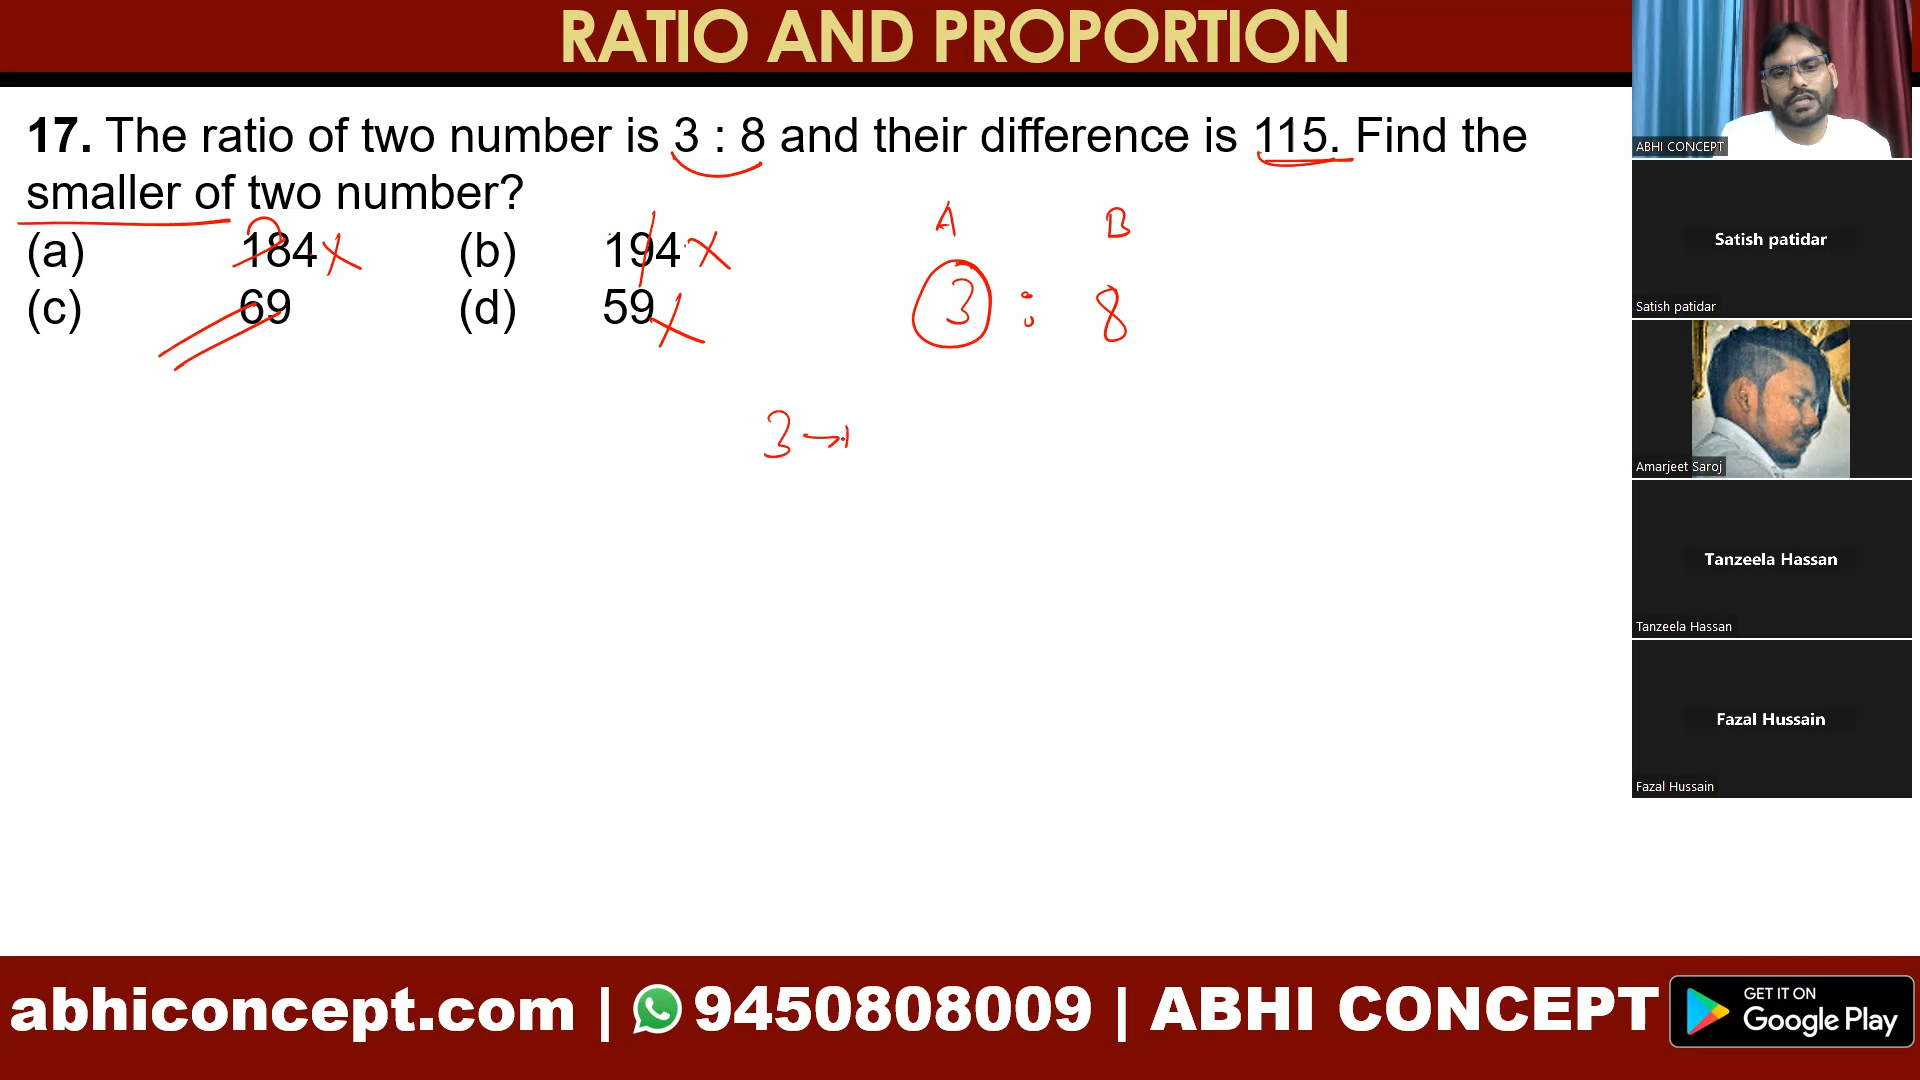 RATIO AND PROPORTION
17. The ratio of two number is 3 : 8 and their difference is 115. Find the
smaller of two number?
(a) 184 (b) 194
(c) 69 (d) 59
A B
3 : 8
3 →
ABHI CONCEPT
Satish patidar
Satish patidar
Amarjeet Saroj
Tanzeela Hassan
Tanzeela Hassan
Fazal Hussain
Fazal Hussain
abhiconcept.com | 9450808009 | ABHI CONCEPT
GET IT ON
Google Play